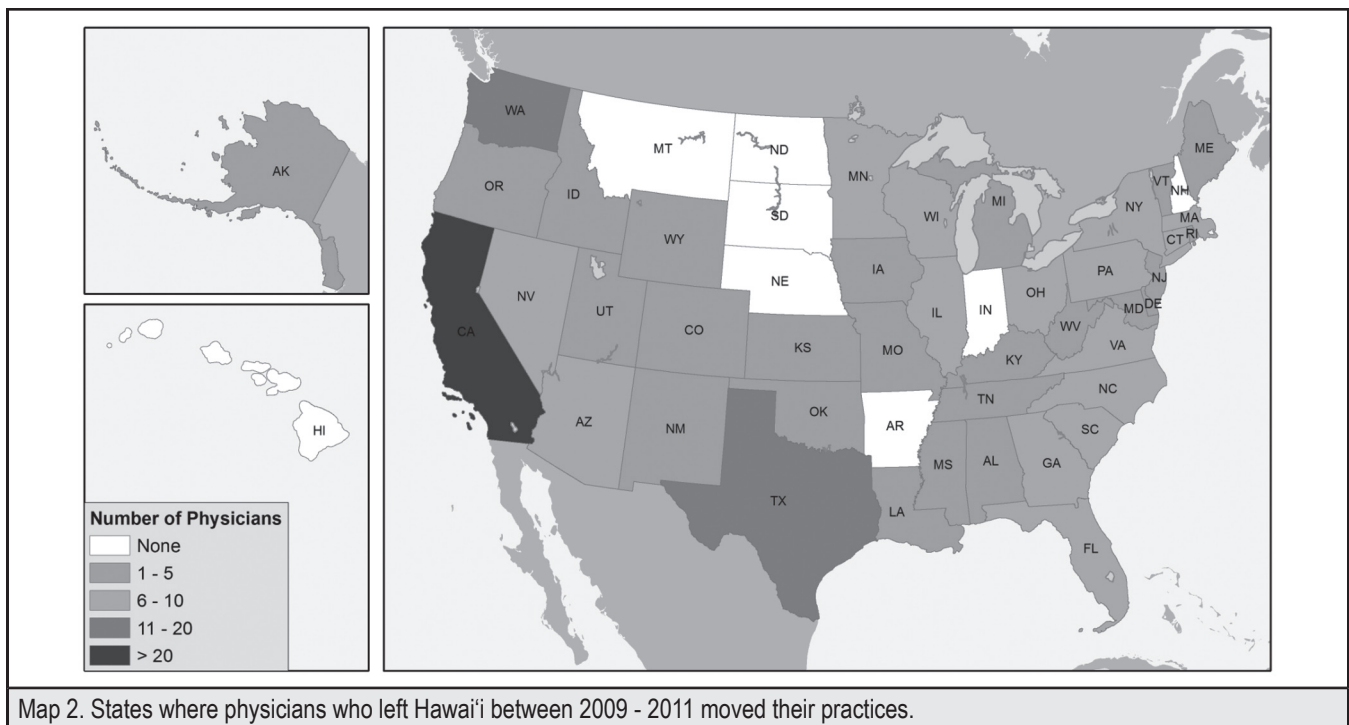 AK
HI
Number of Physicians
None
1 - 5
6 - 10
11 - 20
> 20
WA
MT
ND
MN
ME
OR
ID
SD
WI
MI
VT
NH
NY
MA
WY
CT
RI
IA
NE
PA
NJ
NV
UT
IL
IN
OH
MD
DE
CA
CO
WV
KS
MO
VA
KY
NC
TN
AZ
NM
OK
AR
SC
MS
AL
GA
TX
LA
FL
Map 2. States where physicians who left Hawai‘i between 2009 - 2011 moved their practices.